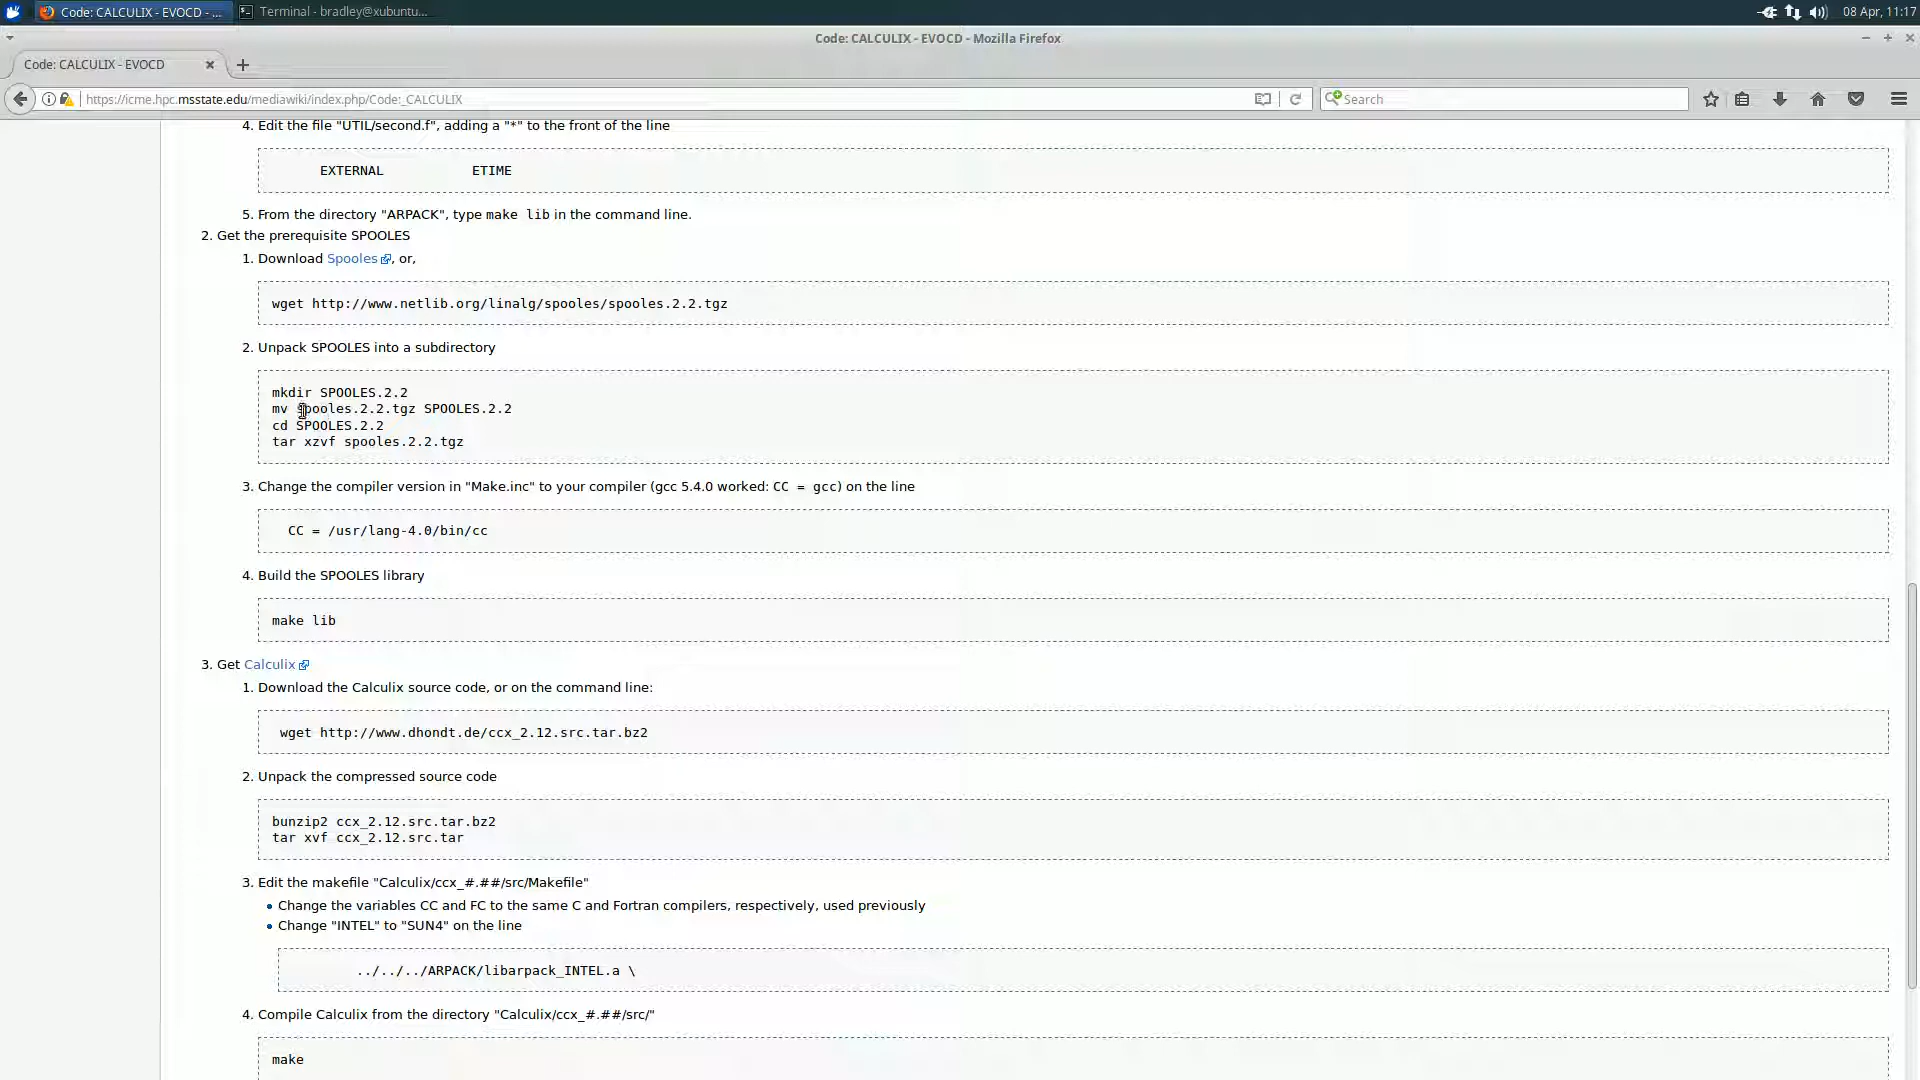 Code: CALCULIX - EVOCD - ...
Terminal - bradley@xubuntu...
08 Apr, 11:17
Code: CALCULIX - EVOCD - Mozilla Firefox
Code: CALCULIX - EVOCD
https://icme.hpc.msstate.edu/mediawiki/index.php/Code:_CALCULIX
Search
4. Edit the file "UTIL/second.f", adding a "*" to the front of the line
EXTERNAL ETIME
5. From the directory "ARPACK", type make lib in the command line.
2. Get the prerequisite SPOOLES
1. Download Spooles, or,
wget http://www.netlib.org/linalg/spooles/spooles.2.2.tgz
2. Unpack SPOOLES into a subdirectory
mkdir SPOOLES.2.2
mv spooles.2.2.tgz SPOOLES.2.2
cd SPOOLES.2.2
tar xzvf spooles.2.2.tgz
3. Change the compiler version in "Make.inc" to your compiler (gcc 5.4.0 worked: CC = gcc) on the line
CC = /usr/lang-4.0/bin/cc
4. Build the SPOOLES library
make lib
3. Get Calculix
1. Download the Calculix source code, or on the command line:
wget http://www.dhondt.de/ccx_2.12.src.tar.bz2
2. Unpack the compressed source code
bunzip2 ccx_2.12.src.tar.bz2
tar xvf ccx_2.12.src.tar
3. Edit the makefile "Calculix/ccx_#.##/src/Makefile"
• Change the variables CC and FC to the same C and Fortran compilers, respectively, used previously
• Change "INTEL" to "SUN4" on the line
../../../ARPACK/libarpack_INTEL.a \
4. Compile Calculix from the directory "Calculix/ccx_#.##/src/"
make